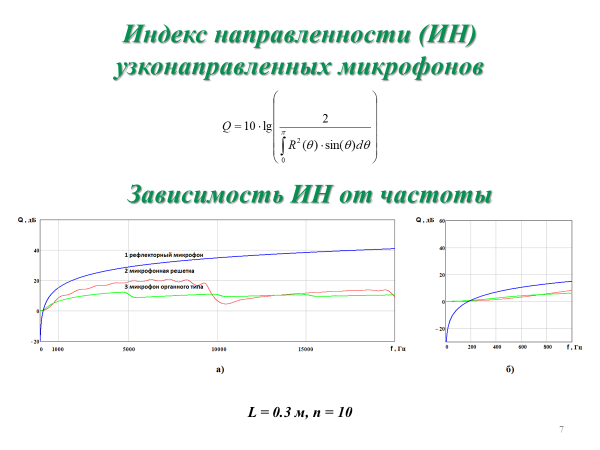 Индекс направленности (ИН)
узконаправленных микрофонов
Q = 10 · lg ( 2 / ∫₀^π R²(θ) · sin(θ)dθ )
Зависимость ИН от частоты
Q , дБ
40
20
0
- 20
1 рефлекторный микрофон
2 микрофонная решетка
3 микрофон органного типа
0 1000 5000 10000 15000 f , Гц
а)
Q , дБ
60
40
20
0
- 20
0 200 400 600 800 f , Гц
б)
L = 0.3 м, n = 10
7